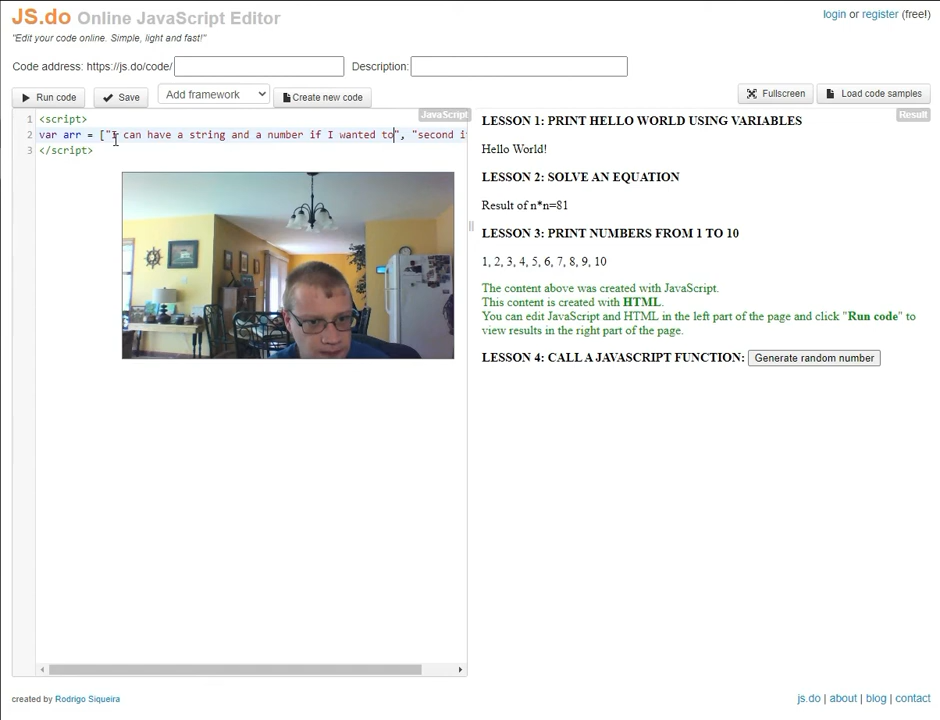 JS.do Online JavaScript Editor
login or register (free!)
"Edit your code online. Simple, light and fast!"
Code address: https://js.do/code/ Description:
Run code Save Add framework Create new code Fullscreen Load code samples
JavaScript Result
1 <script>
2 var arr = ["I can have a string and a number if I wanted to", "second i
3 </script>
LESSON 1: PRINT HELLO WORLD USING VARIABLES
Hello World!
LESSON 2: SOLVE AN EQUATION
Result of n*n=81
LESSON 3: PRINT NUMBERS FROM 1 TO 10
1, 2, 3, 4, 5, 6, 7, 8, 9, 10
The content above was created with JavaScript.
This content is created with HTML.
You can edit JavaScript and HTML in the left part of the page and click "Run code" to
view results in the right part of the page.
LESSON 4: CALL A JAVASCRIPT FUNCTION: Generate random number
created by Rodrigo Siqueira
js.do | about | blog | contact